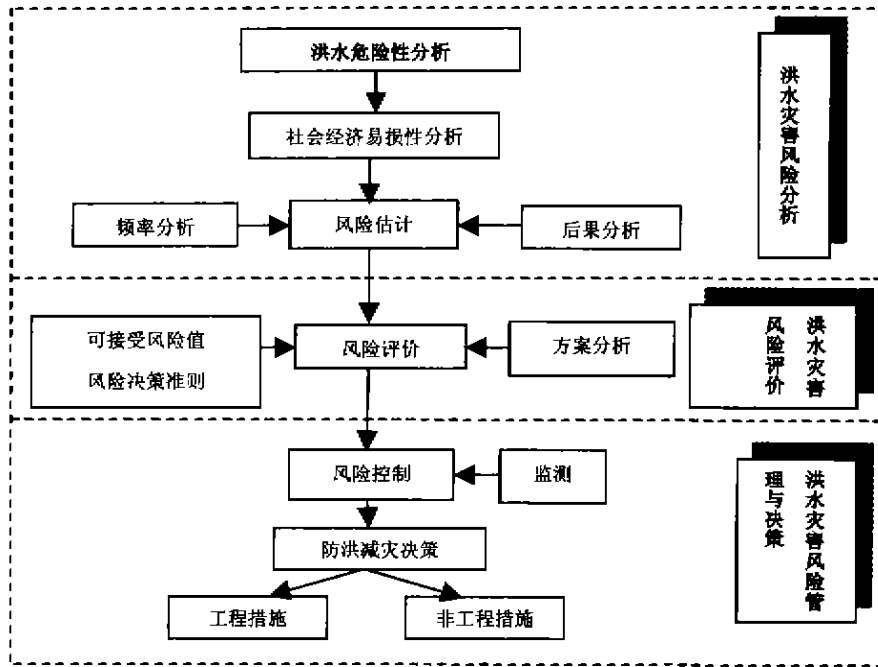 洪水危险性分析
社会经济易损性分析
频率分析
风险估计
后果分析
洪水灾害风险分析
可接受风险值
风险决策准则
风险评价
方案分析
洪水灾害
风险评价
风险控制
监测
防洪减灾决策
工程措施
非工程措施
洪水灾害风险管
理与决策